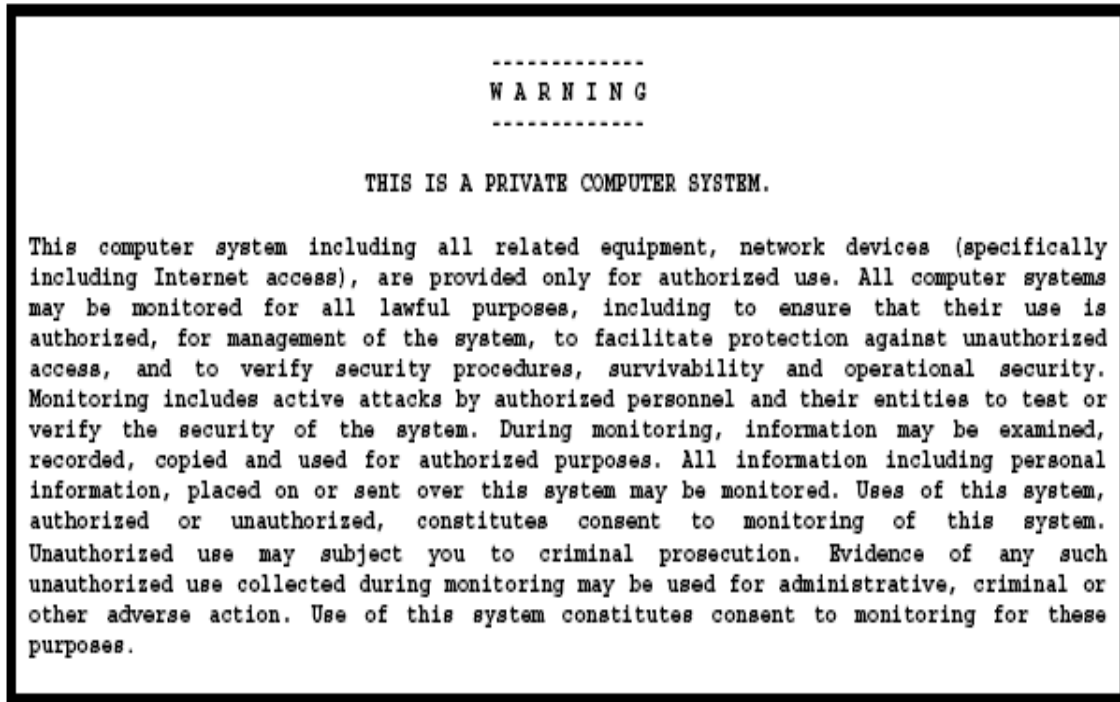 -------------
W A R N I N G
-------------
THIS IS A PRIVATE COMPUTER SYSTEM.
This computer system including all related equipment, network devices (specifically
including Internet access), are provided only for authorized use. All computer systems
may be monitored for all lawful purposes, including to ensure that their use is
authorized, for management of the system, to facilitate protection against unauthorized
access, and to verify security procedures, survivability and operational security.
Monitoring includes active attacks by authorized personnel and their entities to test or
verify the security of the system. During monitoring, information may be examined,
recorded, copied and used for authorized purposes. All information including personal
information, placed on or sent over this system may be monitored. Uses of this system,
authorized or unauthorized, constitutes consent to monitoring of this system.
Unauthorized use may subject you to criminal prosecution. Evidence of any such
unauthorized use collected during monitoring may be used for administrative, criminal or
other adverse action. Use of this system constitutes consent to monitoring for these
purposes.